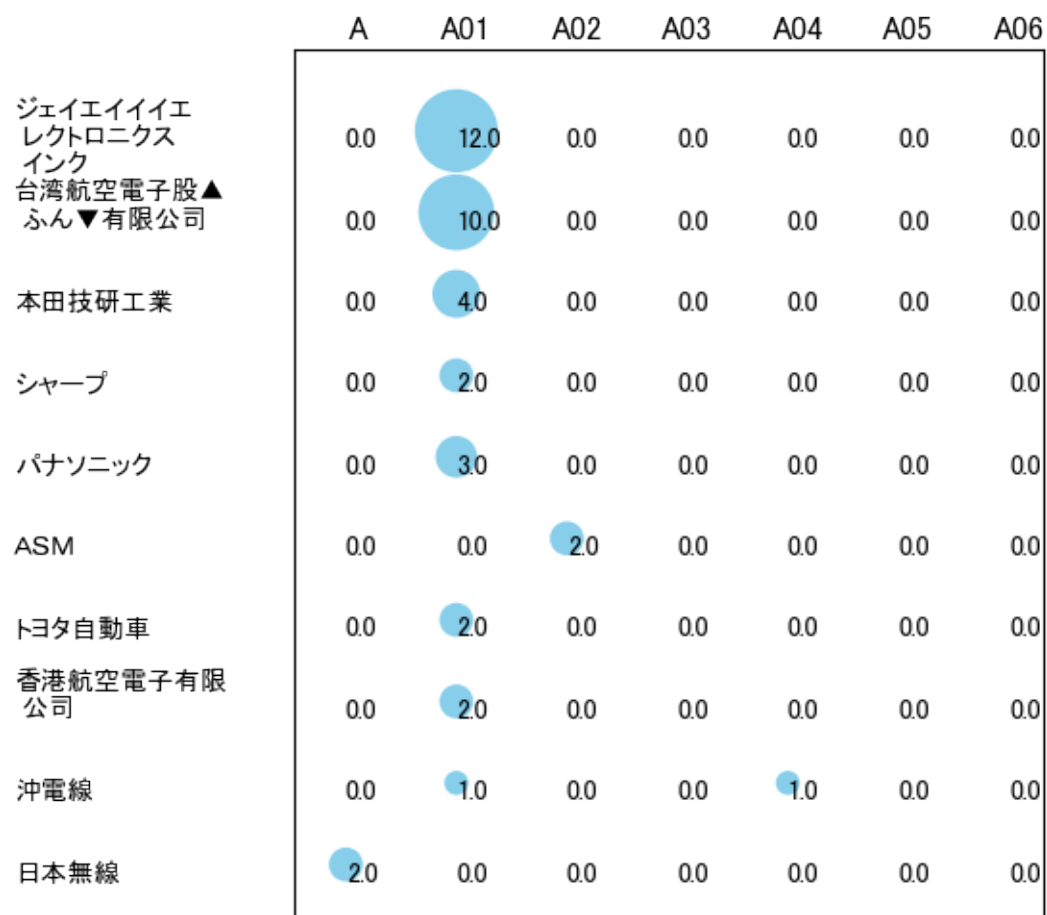 A A01 A02 A03 A04 A05 A06
ジェイエイイイエ
レクトロニクス
インク
0.0 12.0 0.0 0.0 0.0 0.0 0.0
台湾航空電子股▲
ふん▼有限公司
0.0 10.0 0.0 0.0 0.0 0.0 0.0
本田技研工業 0.0 4.0 0.0 0.0 0.0 0.0 0.0
シャープ 0.0 2.0 0.0 0.0 0.0 0.0 0.0
パナソニック 0.0 3.0 0.0 0.0 0.0 0.0 0.0
ASM 0.0 0.0 2.0 0.0 0.0 0.0 0.0
トヨタ自動車 0.0 2.0 0.0 0.0 0.0 0.0 0.0
香港航空電子有限
公司
0.0 2.0 0.0 0.0 0.0 0.0 0.0
沖電線 0.0 1.0 0.0 0.0 1.0 0.0 0.0
日本無線 2.0 0.0 0.0 0.0 0.0 0.0 0.0